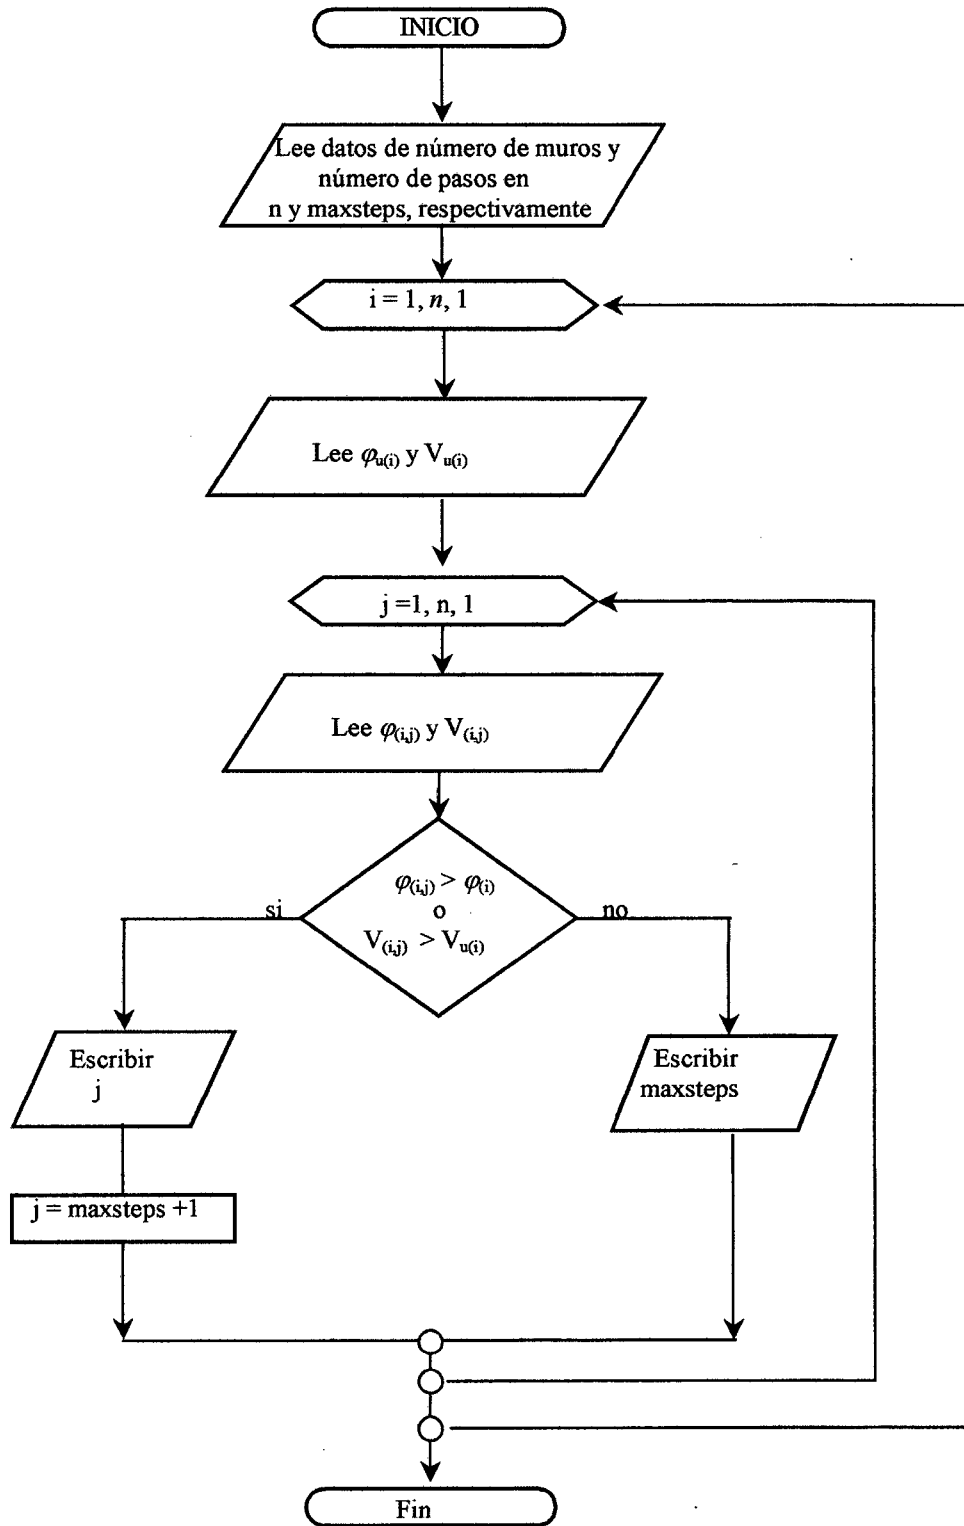 INICIO
Lee datos de número de muros y
número de pasos en
n y maxsteps, respectivamente
i = 1, n, 1
Lee φu(i) y Vu(i)
j =1, n, 1
Lee φ(i,j) y V(i,j)
φ(i,j) > φ(i)
o
V(i,j) > Vu(i)
si
no
Escribir
j
Escribir
maxsteps
j = maxsteps +1
Fin